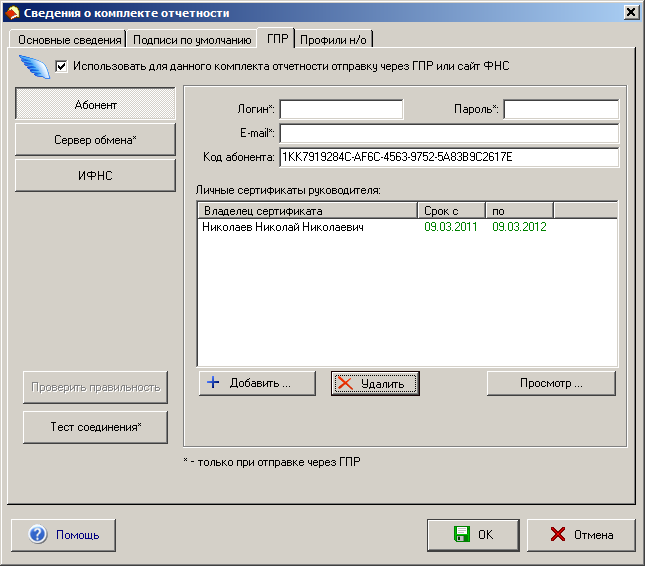 Сведения о комплекте отчетности
Основные сведения Подписи по умолчанию ГПР Профили н/о
Использовать для данного комплекта отчетности отправку через ГПР или сайт ФНС
Абонент
Сервер обмена*
ИФНС
Логин*: Пароль*:
E-mail*:
Код абонента: 1KK7919284C-AF6C-4563-9752-5A83B9C2617E
Личные сертификаты руководителя:
Владелец сертификата Срок с по
Николаев Николай Николаевич 09.03.2011 09.03.2012
Проверить правильность
Тест соединения*
Добавить ... Удалить Просмотр ...
* - только при отправке через ГПР
Помощь OK Отмена